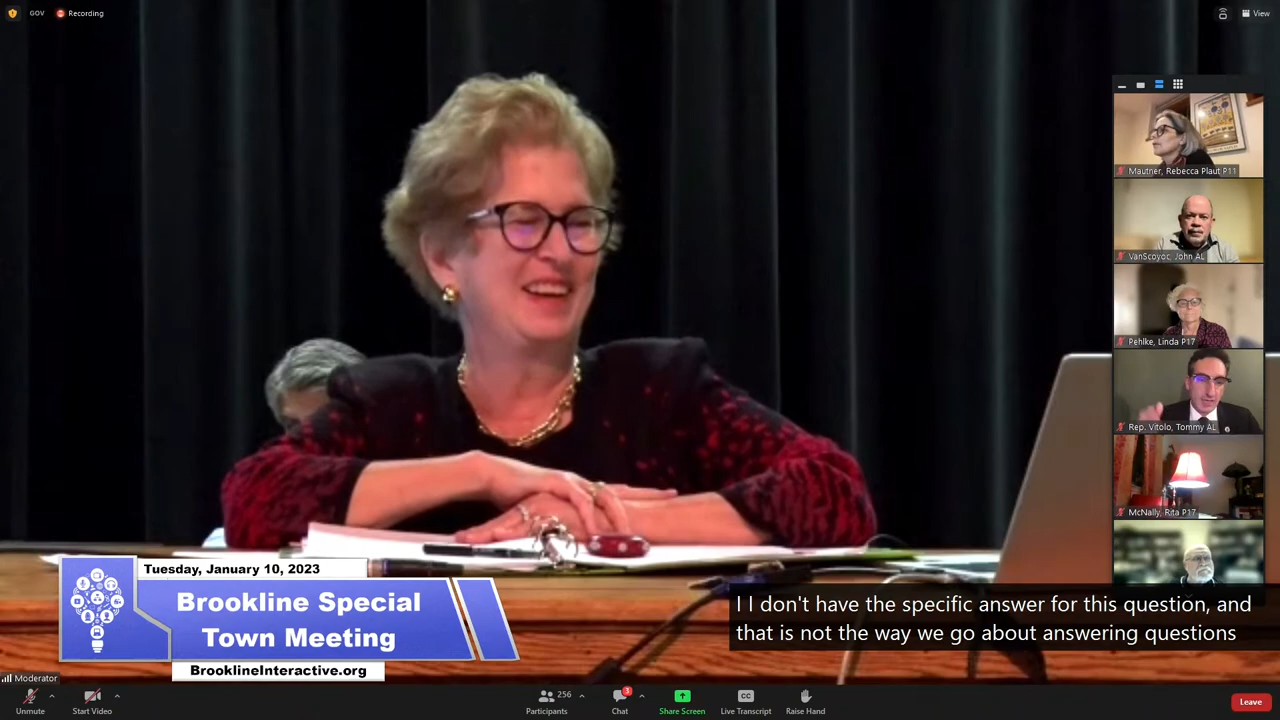 GOV
Recording
View
Mautner, Rebecca Plaut P11
VanScoyoc, John AL
Pehlke, Linda P17
Rep. Vitolo, Tommy AL
McNally, Rita P17
Tuesday, January 10, 2023
Brookline Special
Town Meeting
BrooklineInteractive.org
I I don't have the specific answer for this question, and
that is not the way we go about answering questions
Moderator
Unmute
Start Video
256
Participants
3
Chat
Share Screen
CC
Live Transcript
Raise Hand
Leave